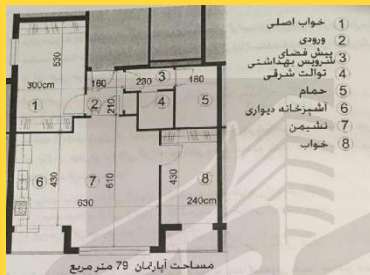 خواب اصلی ①
ورودی ②
پیش فضای
سرویس بهداشتی ③
توالت شرقی ④
حمام ⑤
آشپزخانه دیواری ⑥
نشیمن ⑦
خواب ⑧
530
300cm
①
160
②
210
230
③
180
④
⑤
⑥
430
⑦
610
630
430
⑧
240cm
مساحت آپارتمان 79 متر مربع